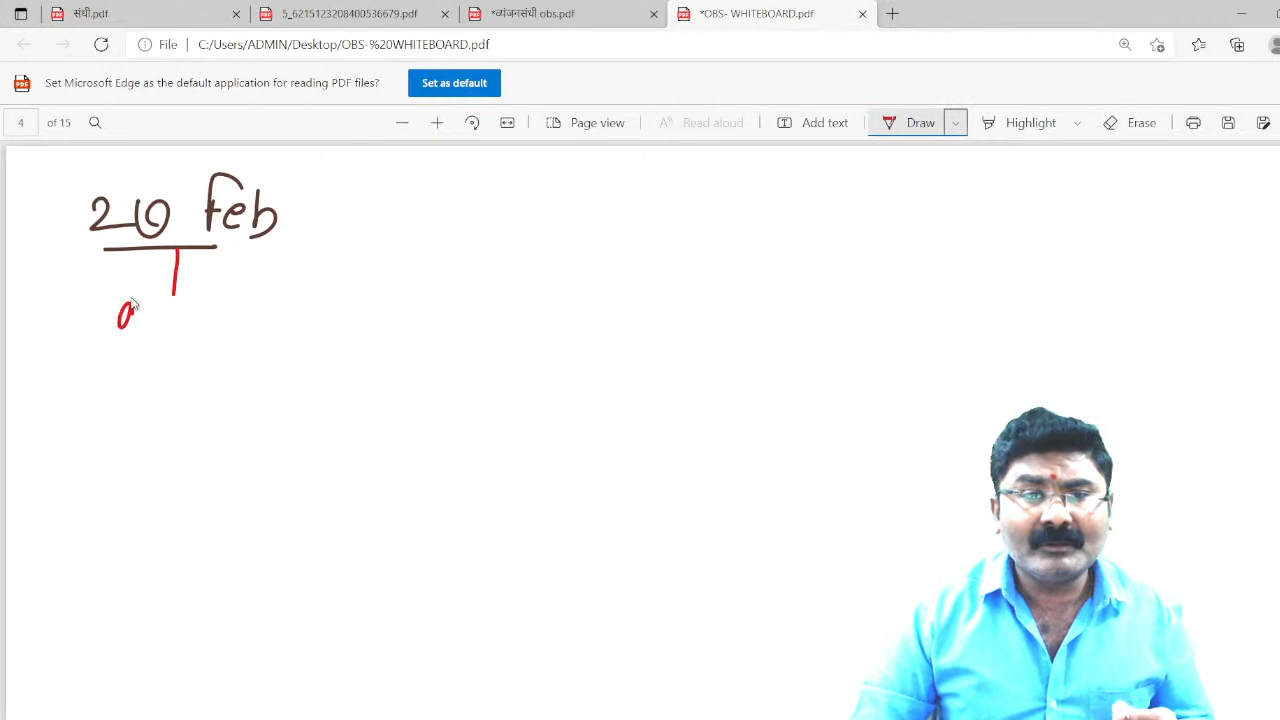 संधी.pdf
5_6215123208400536679.pdf
*व्यंजनसंधी obs.pdf
*OBS- WHITEBOARD.pdf
File C:/Users/ADMIN/Desktop/OBS-%20WHITEBOARD.pdf
Set Microsoft Edge as the default application for reading PDF files? Set as default
4 of 15 Page view Read aloud Add text Draw Highlight Erase
Feb